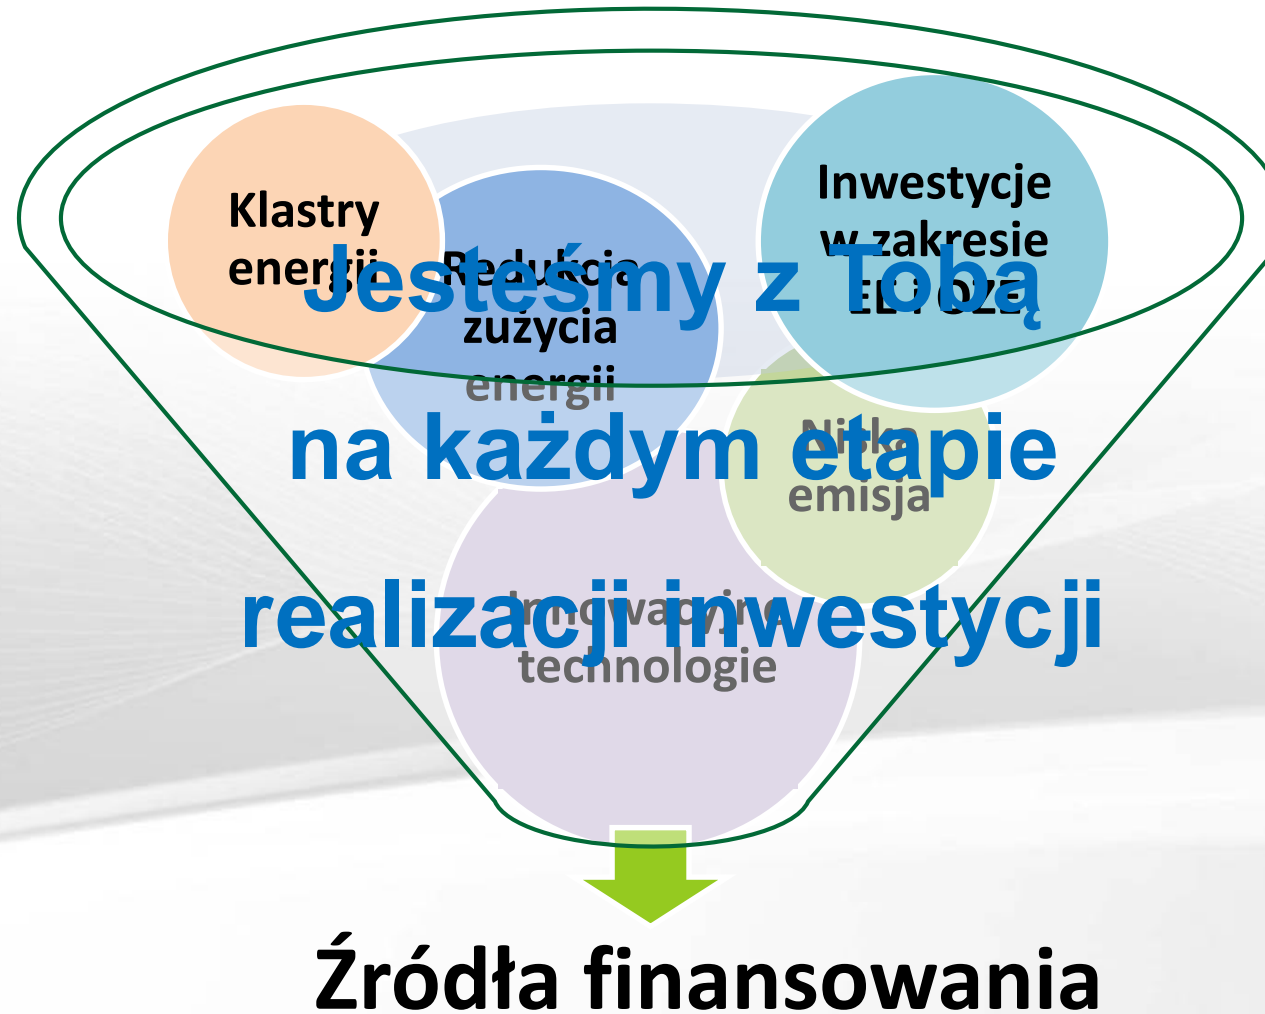 Klastry
energii
Redukcja
zużycia
energii
Inwestycje
w zakresie
EE i OZE
Niska
emisja
Innowacyjne
technologie
Jesteśmy z Tobą
na każdym etapie
realizacji inwestycji
Źródła finansowania